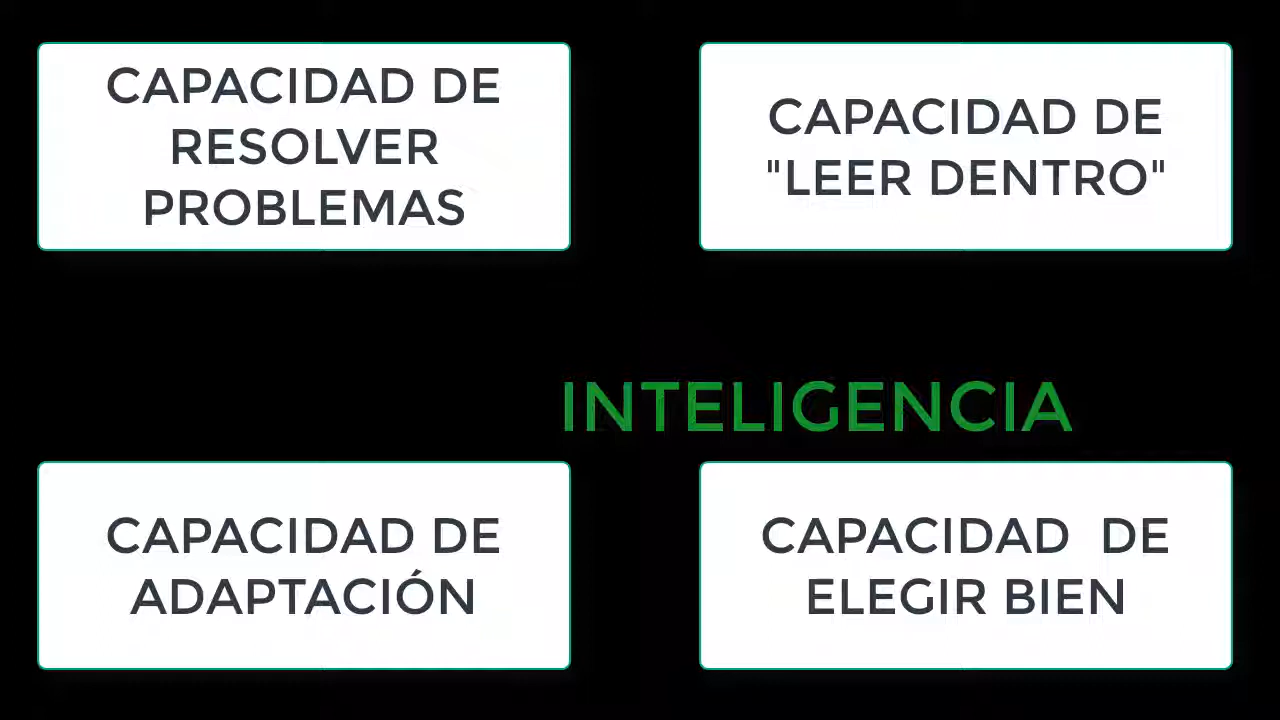 CAPACIDAD DE
RESOLVER
PROBLEMAS
CAPACIDAD DE
"LEER DENTRO"
INTELIGENCIA
CAPACIDAD DE
ADAPTACIÓN
CAPACIDAD DE
ELEGIR BIEN